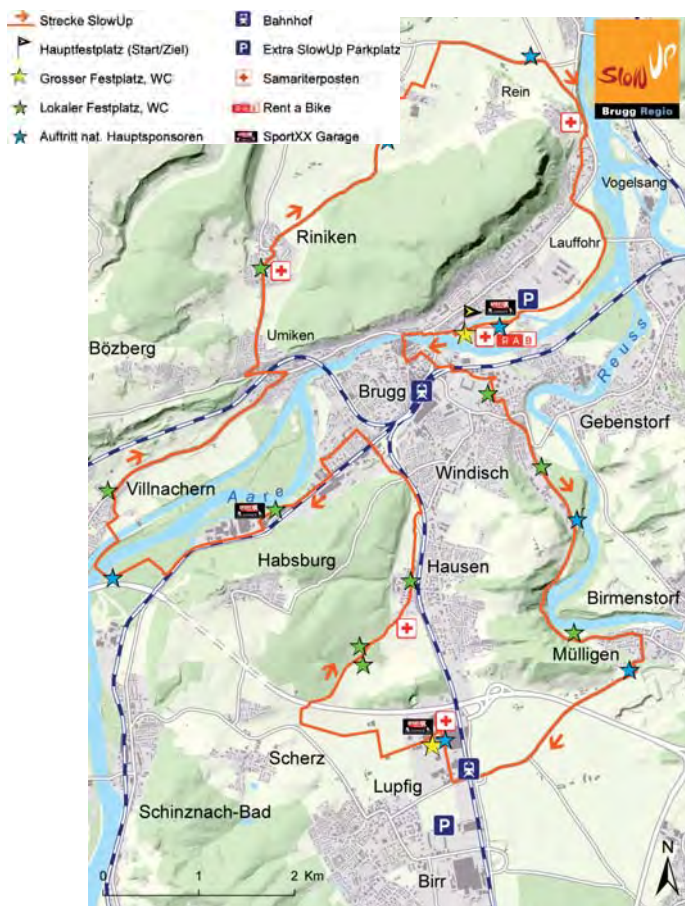 Strecke SlowUp
Hauptfestplatz (Start/Ziel)
Grosser Festplatz, WC
Lokaler Festplatz, WC
Auftritt nat. Hauptsponsoren
Bahnhof
P Extra SlowUp Parkplatz
Samariterposten
Rent a Bike
SportXX Garage
SlowUp
Brugg Regio
Rein
Vogelsang
Riniken
Lauffohr
P
Umiken
RAB
Bözberg
Reuss
Brugg
Gebenstorf
Windisch
Villnachern
Aare
Habsburg
Hausen
Birmenstorf
Mülligen
Scherz
Lupfig
Schinznach-Bad
P
N
Birr
0 1 2 Km